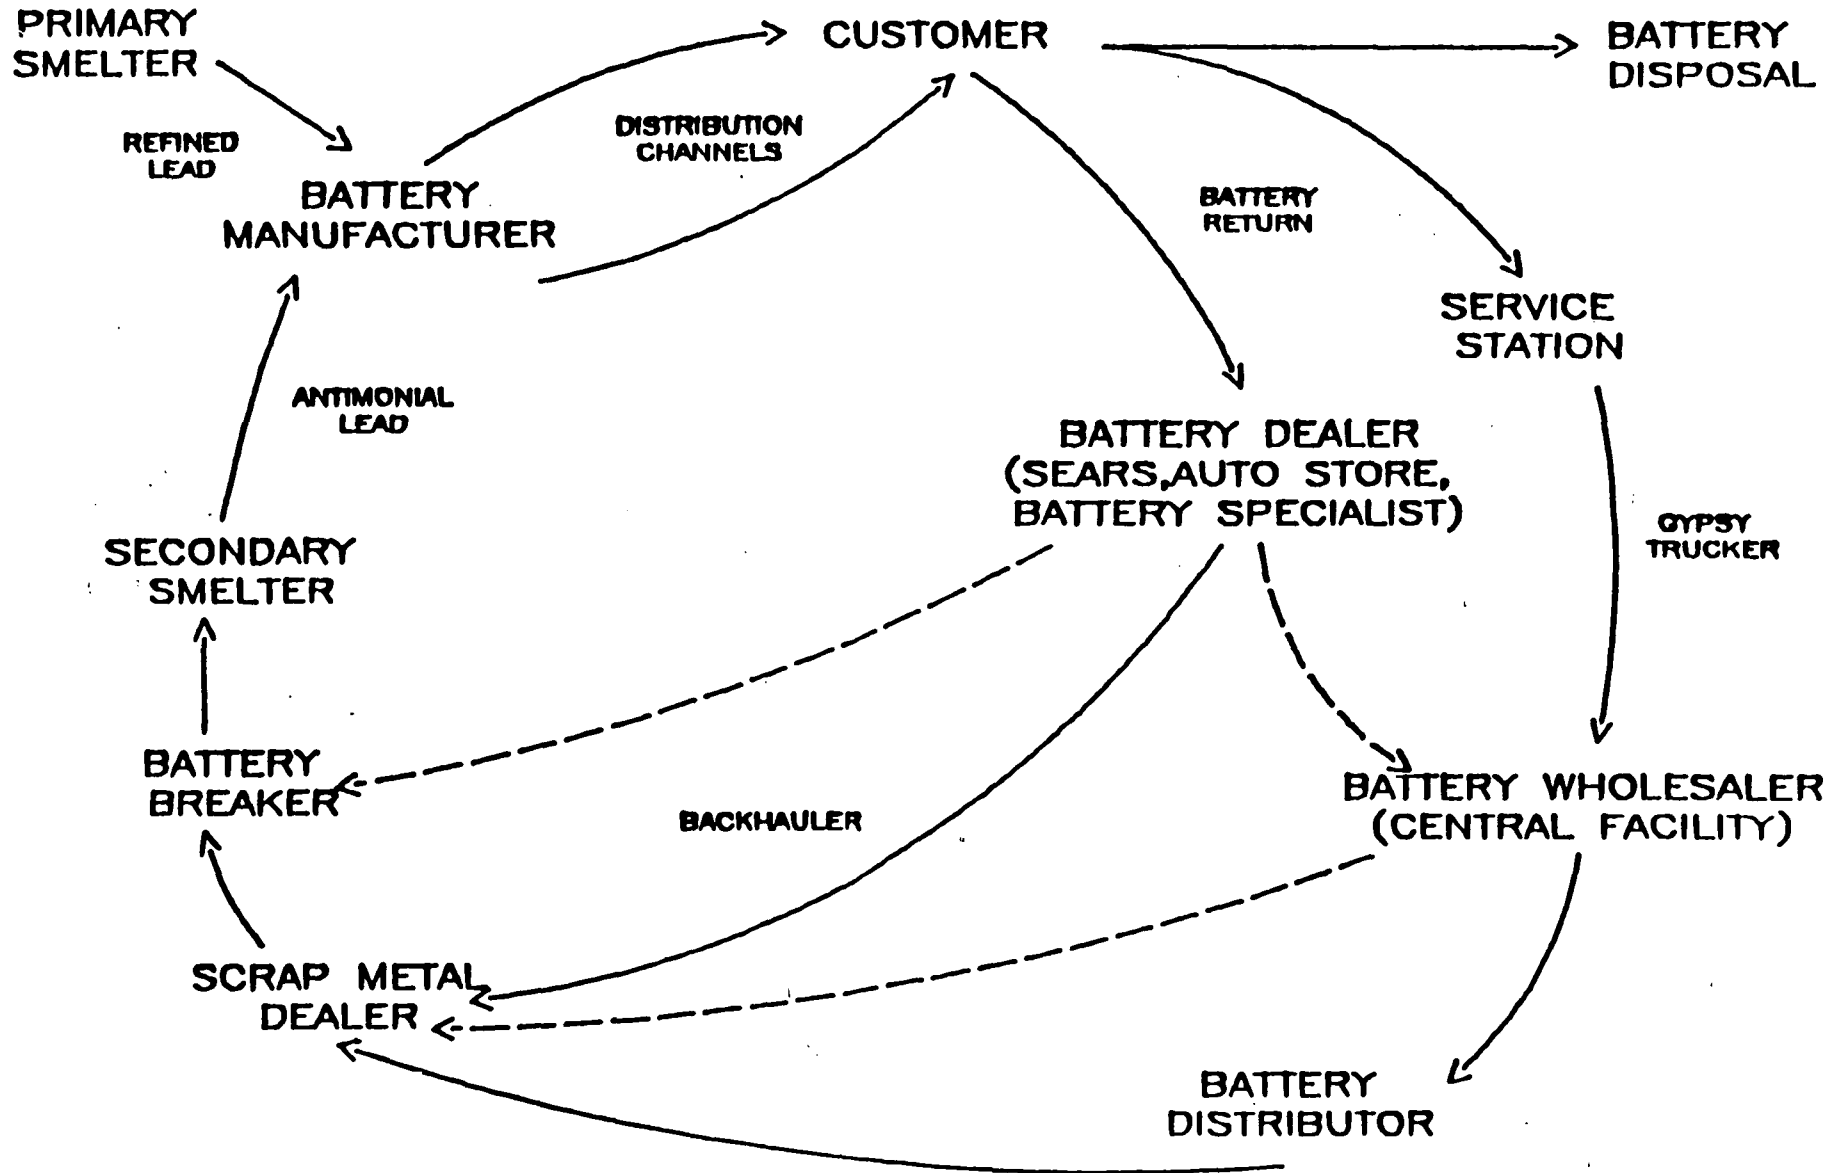 PRIMARY
SMELTER
CUSTOMER
BATTERY
DISPOSAL
REFINED
LEAD
DISTRIBUTION
CHANNELS
BATTERY
MANUFACTURER
BATTERY
RETURN
SERVICE
STATION
ANTIMONIAL
LEAD
BATTERY DEALER
(SEARS,AUTO STORE,
BATTERY SPECIALIST)
GYPSY
TRUCKER
SECONDARY
SMELTER
BATTERY
BREAKER
BATTERY WHOLESALER
(CENTRAL FACILITY)
BACKHAULER
SCRAP METAL
DEALER
BATTERY
DISTRIBUTOR